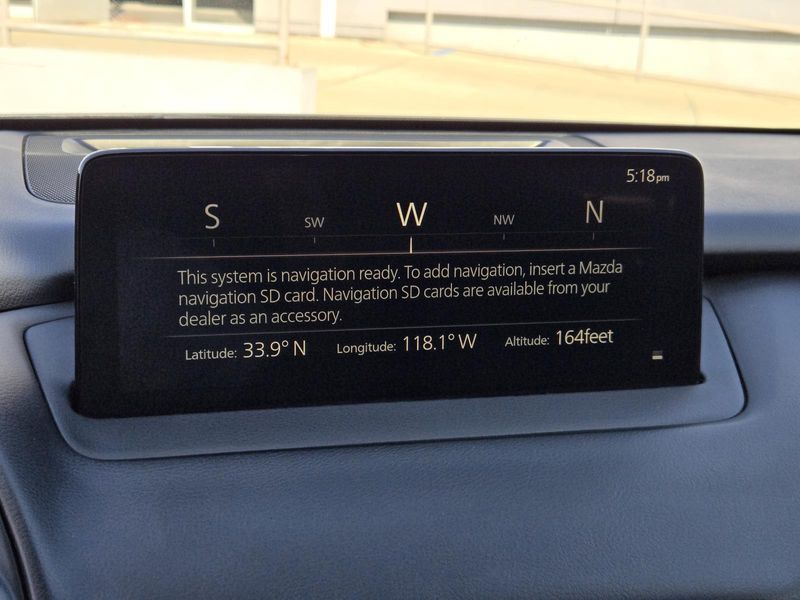 5:18pm
S SW W NW N
This system is navigation ready. To add navigation, insert a Mazda
navigation SD card. Navigation SD cards are available from your
dealer as an accessory.
Latitude: 33.9° N Longitude: 118.1° W Altitude: 164feet